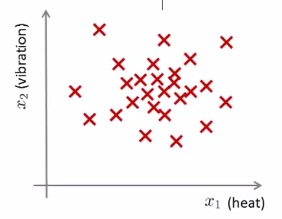 x₂ (vibration)
x₁ (heat)